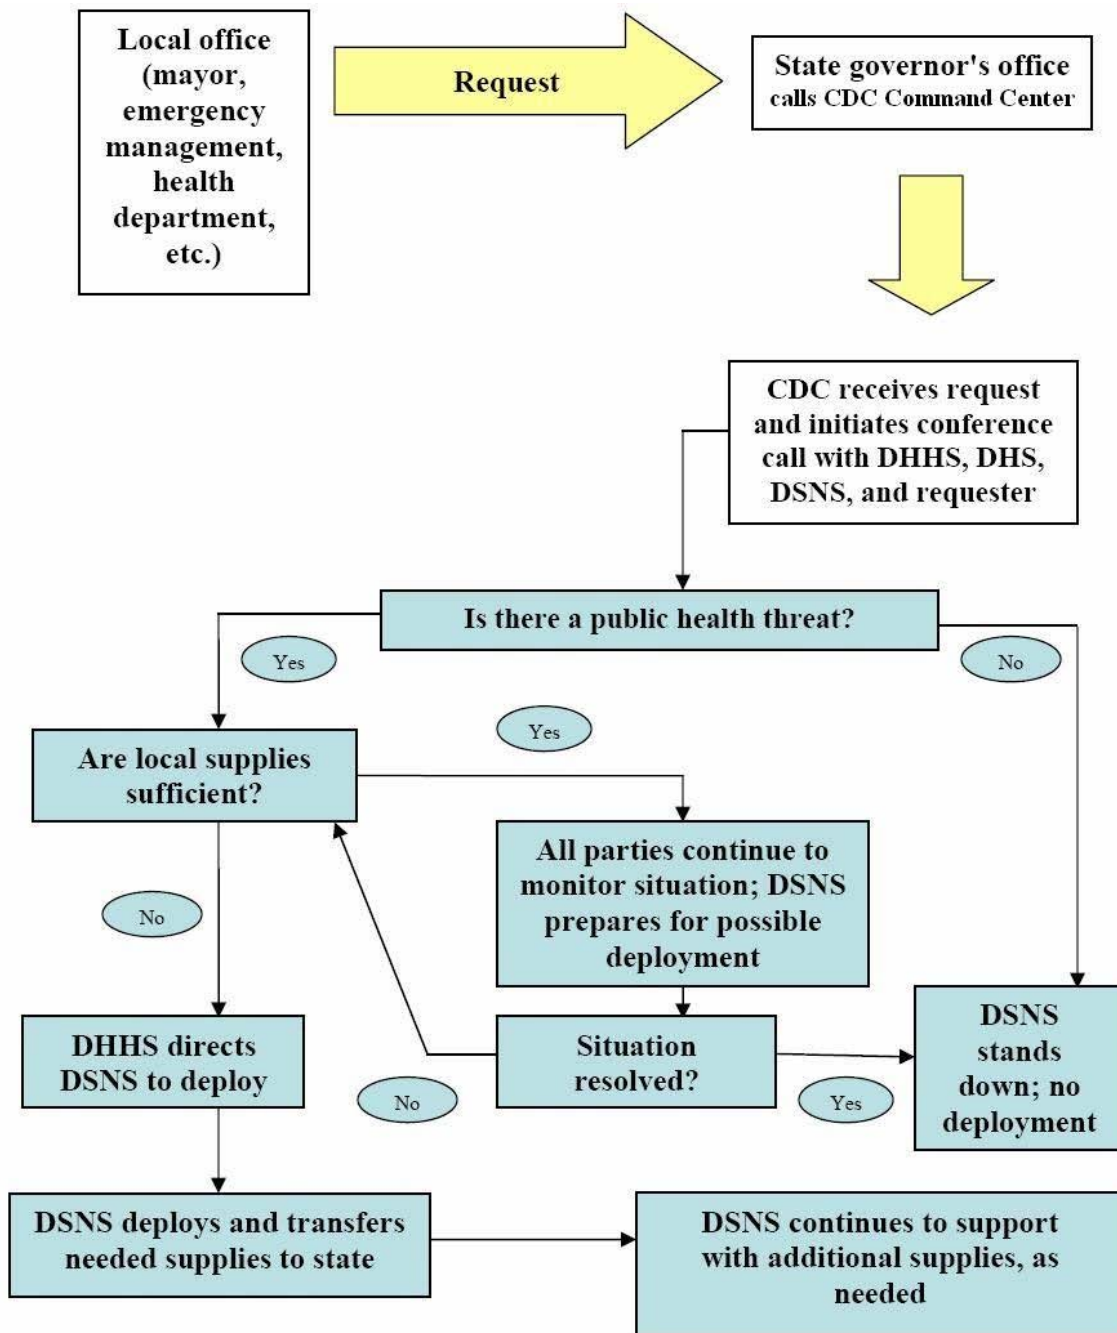 Local office
(mayor,
emergency
management,
health
department,
etc.)
Request
State governor's office
calls CDC Command Center
CDC receives request
and initiates conference
call with DHHS, DHS,
DSNS, and requester
Is there a public health threat?
Yes
No
Are local supplies
sufficient?
Yes
All parties continue to
monitor situation; DSNS
prepares for possible
deployment
No
DHHS directs
DSNS to deploy
Situation
resolved?
No
Yes
DSNS
stands
down; no
deployment
DSNS deploys and transfers
needed supplies to state
DSNS continues to support
with additional supplies, as
needed